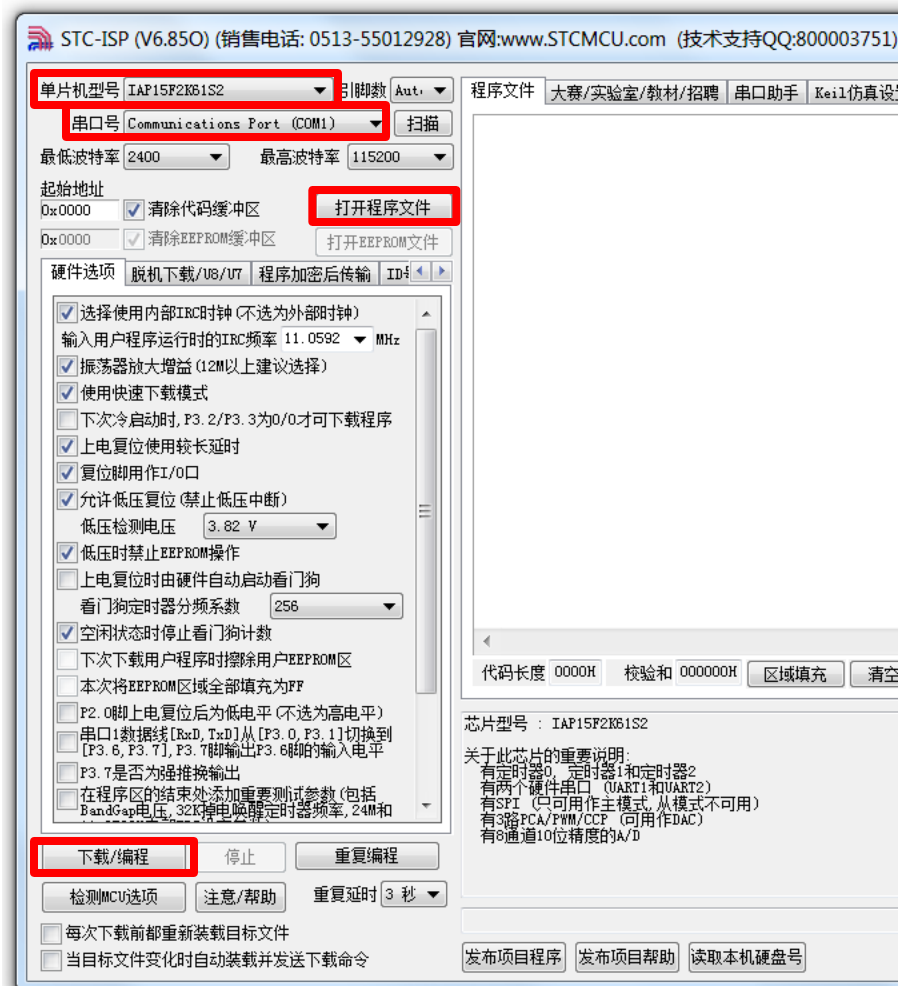 STC-ISP (V6.85O) (销售电话: 0513-55012928) 官网:www.STCMCU.com (技术支持QQ:800003751)
单片机型号 IAP15F2K61S2 引脚数 Aut
串口号 Communications Port (COM1) 扫描
最低波特率 2400 最高波特率 115200
起始地址
0x0000 清除代码缓冲区 打开程序文件
0x0000 清除EEPROM缓冲区 打开EEPROM文件
硬件选项 脱机下载/U8/U7 程序加密后传输 ID
选择使用内部IRC时钟(不选为外部时钟)
输入用户程序运行时的IRC频率 11.0592 MHz
振荡器放大增益(12M以上建议选择)
使用快速下载模式
下次冷启动时,P3.2/P3.3为0/0才可下载程序
上电复位使用较长延时
复位脚用作I/O口
允许低压复位(禁止低压中断)
低压检测电压 3.82 V
低压时禁止EEPROM操作
上电复位时由硬件自动启动看门狗
看门狗定时器分频系数 256
空闲状态时停止看门狗计数
下次下载用户程序时擦除用户EEPROM区
本次将EEPROM区域全部填充为FF
P2.0脚上电复位后为低电平(不选为高电平)
串口1数据线[RxD,TxD]从[P3.0,P3.1]切换到
[P3.6,P3.7],P3.7脚输出P3.6脚的输入电平
P3.7是否为强推挽输出
在程序区的结束处添加重要测试参数(包括
BandGap电压,32K掉电唤醒定时器频率,24M和
下载/编程 停止 重复编程
检测MCU选项 注意/帮助 重复延时 3 秒
每次下载前都重新装载目标文件
当目标文件变化时自动装载并发送下载命令
程序文件 大赛/实验室/教材/招聘 串口助手 Keil仿真设
代码长度 0000H 校验和 000000H 区域填充 清空
芯片型号 : IAP15F2K61S2
关于此芯片的重要说明:
有定时器0, 定时器1和定时器2
有两个硬件串口 (UART1和UART2)
有SPI (只可用作主模式,从模式不可用)
有3路PCA/PWM/CCP (可用作DAC)
有8通道10位精度的A/D
发布项目程序 发布项目帮助 读取本机硬盘号